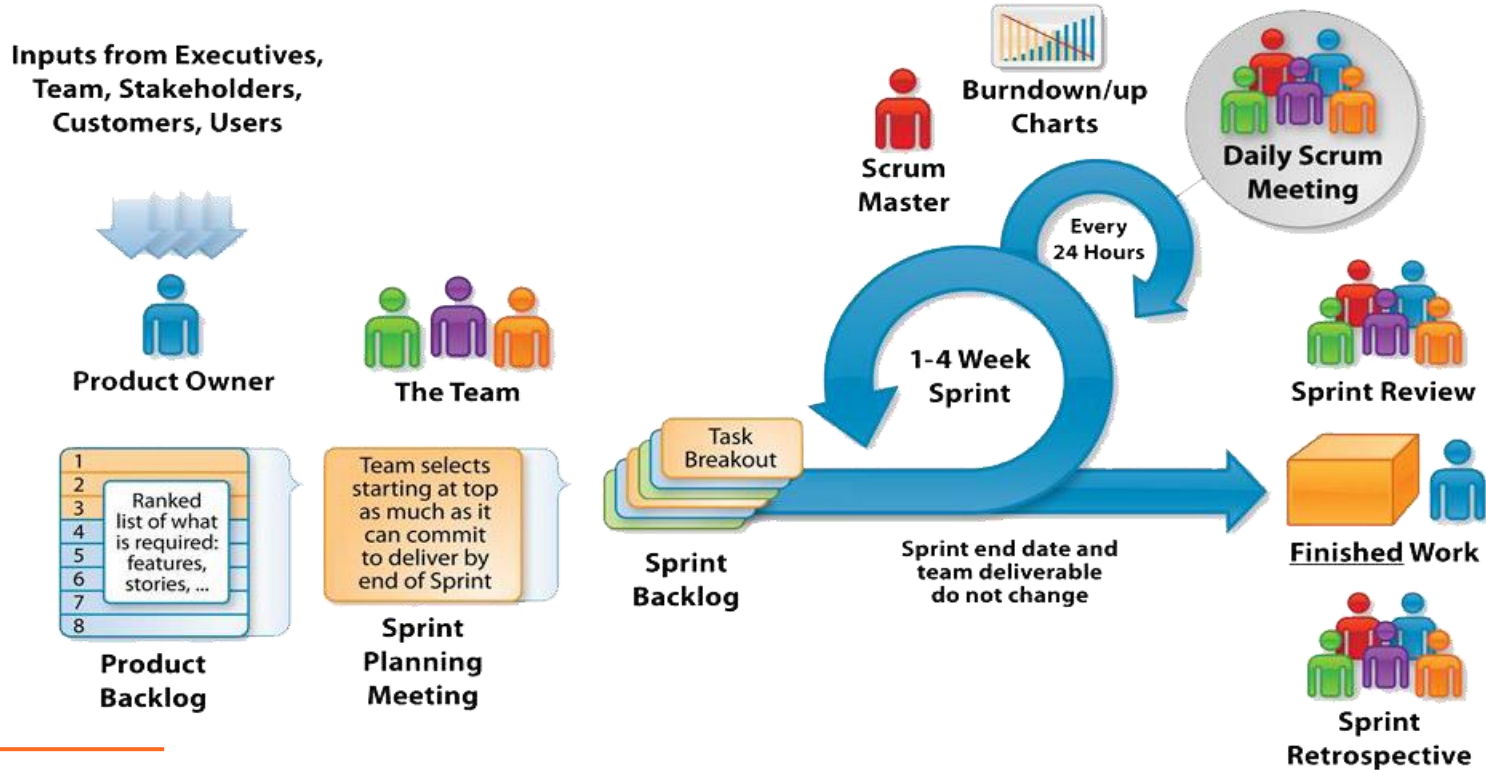 Inputs from Executives,
Team, Stakeholders,
Customers, Users
Product Owner
The Team
1
2
3
4
5
6
7
8
Ranked
list of what
is required:
features,
stories, ...
Product
Backlog
Team selects
starting at top
as much as it
can commit
to deliver by
end of Sprint
Sprint
Planning
Meeting
Task
Breakout
Sprint
Backlog
Scrum
Master
Burndown/up
Charts
Every
24 Hours
Daily Scrum
Meeting
1-4 Week
Sprint
Sprint end date and
team deliverable
do not change
Sprint Review
Finished Work
Sprint
Retrospective